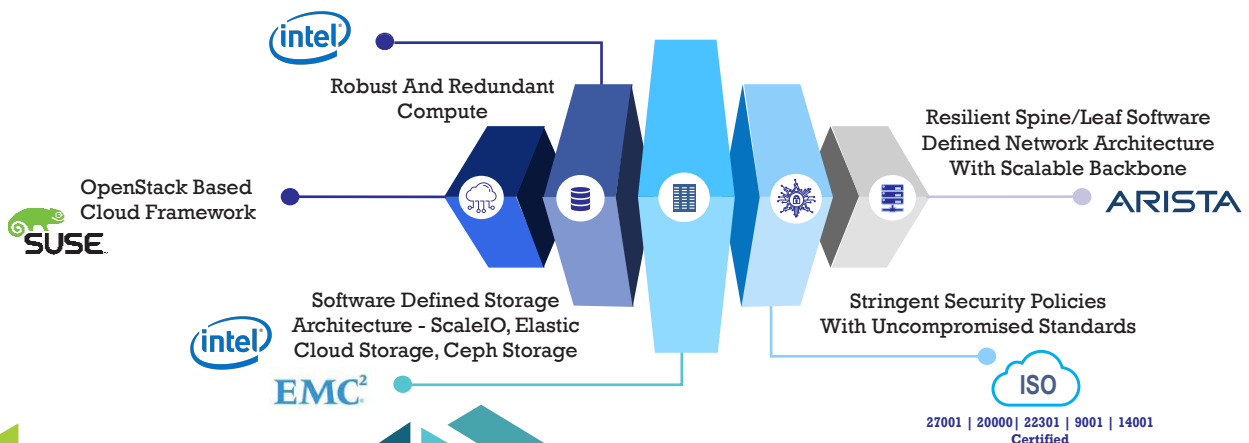 intel
Robust And Redundant
Compute
OpenStack Based
Cloud Framework
SUSE
Software Defined Storage
Architecture - ScaleIO, Elastic
Cloud Storage, Ceph Storage
intel
EMC²
Resilient Spine/Leaf Software
Defined Network Architecture
With Scalable Backbone
ARISTA
Stringent Security Policies
With Uncompromised Standards
ISO
27001 | 20000| 22301 | 9001 | 14001
Certified